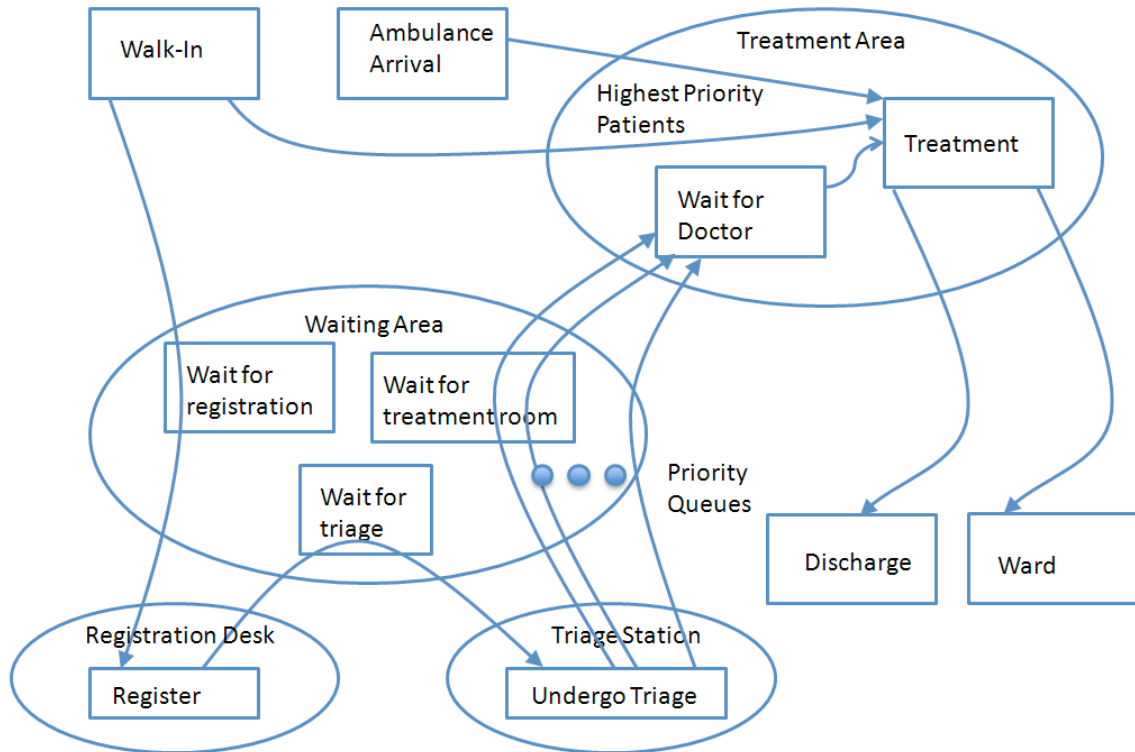 Walk-In
Ambulance
Arrival
Treatment Area
Highest Priority
Patients
Treatment
Wait for
Doctor
Waiting Area
Wait for
registration
Wait for
treatment room
Wait for
triage
Priority
Queues
Discharge
Ward
Registration Desk
Register
Triage Station
Undergo Triage